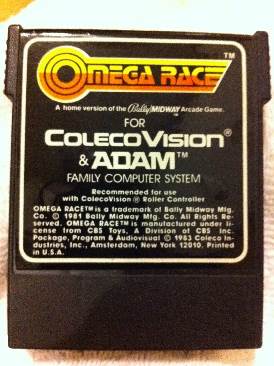 OMEGA RACE™
A home version of the Bally/MIDWAY Arcade Game.
FOR
COLECOVISION®
& ADAM™
FAMILY COMPUTER SYSTEM
Recommended for use
with ColecoVision® Roller Controller
OMEGA RACE™ is a trademark of Bally Midway Mfg.
Co. © 1981 Bally Midway Mfg. Co. All Rights Re-
served. OMEGA RACE™ is manufactured under li-
cense from CBS Toys, A Division of CBS Inc.
Package, Program & Audiovisual © 1983 Coleco In-
dustries, Inc., Amsterdam, New York 12010. Printed
in U.S.A.